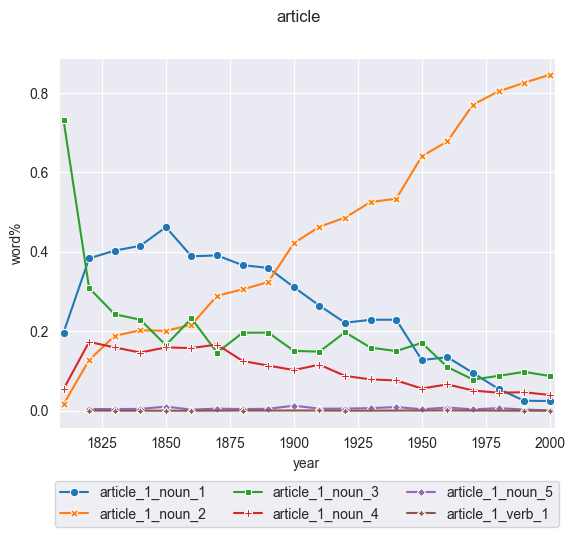 article
0.8
0.6
0.4
0.2
0.0
word%
1825 1850 1875 1900 1925 1950 1975 2000
year
article_1_noun_1 article_1_noun_3 article_1_noun_5
article_1_noun_2 article_1_noun_4 article_1_verb_1